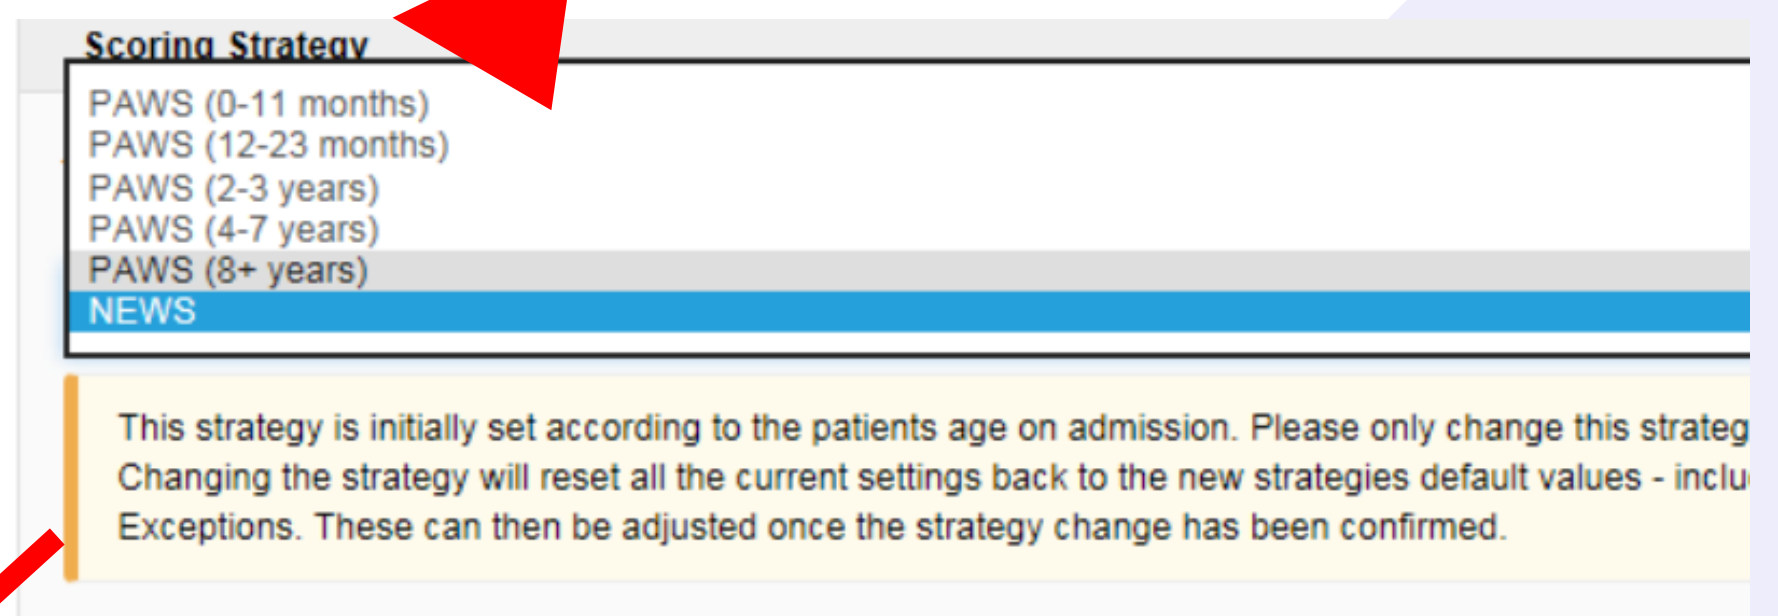 Scoring Strategy
PAWS (0-11 months)
PAWS (12-23 months)
PAWS (2-3 years)
PAWS (4-7 years)
PAWS (8+ years)
NEWS
This strategy is initially set according to the patients age on admission. Please only change this strateg
Changing the strategy will reset all the current settings back to the new strategies default values - inclu
Exceptions. These can then be adjusted once the strategy change has been confirmed.